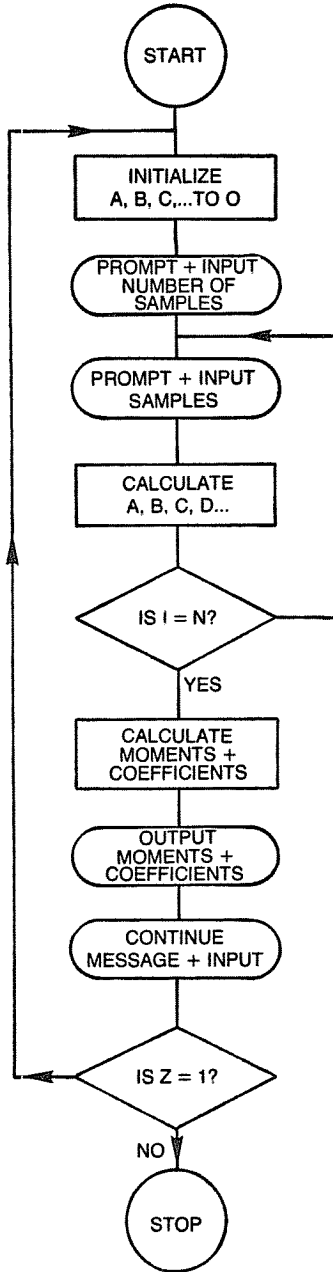 START
INITIALIZE
A, B, C,...TO O
PROMPT + INPUT
NUMBER OF
SAMPLES
PROMPT + INPUT
SAMPLES
CALCULATE
A, B, C, D...
IS I = N?
YES
CALCULATE
MOMENTS +
COEFFICIENTS
OUTPUT
MOMENTS +
COEFFICIENTS
CONTINUE
MESSAGE + INPUT
IS Z = 1?
NO
STOP